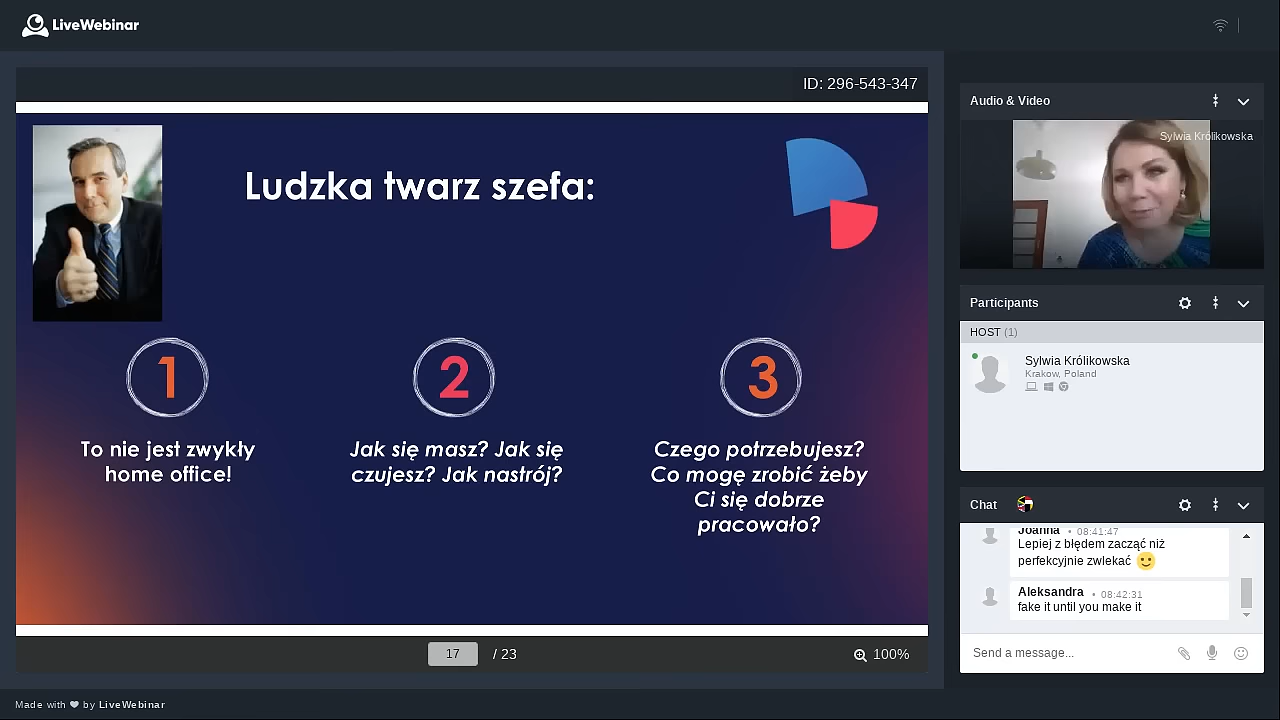 LiveWebinar
ID: 296-543-347
Ludzka twarz szefa:
1
To nie jest zwykły
home office!
2
Jak się masz? Jak się
czujesz? Jak nastrój?
3
Czego potrzebujesz?
Co mogę zrobić żeby
Ci się dobrze
pracowało?
17 / 23
100%
Audio & Video
Sylwia Królikowska
Participants
HOST (1)
Sylwia Królikowska
Krakow, Poland
Chat
Joanna • 08:41:47
Lepiej z błędem zacząć niż
perfekcyjnie zwlekać
Aleksandra • 08:42:31
fake it until you make it
Send a message...
Made with by LiveWebinar